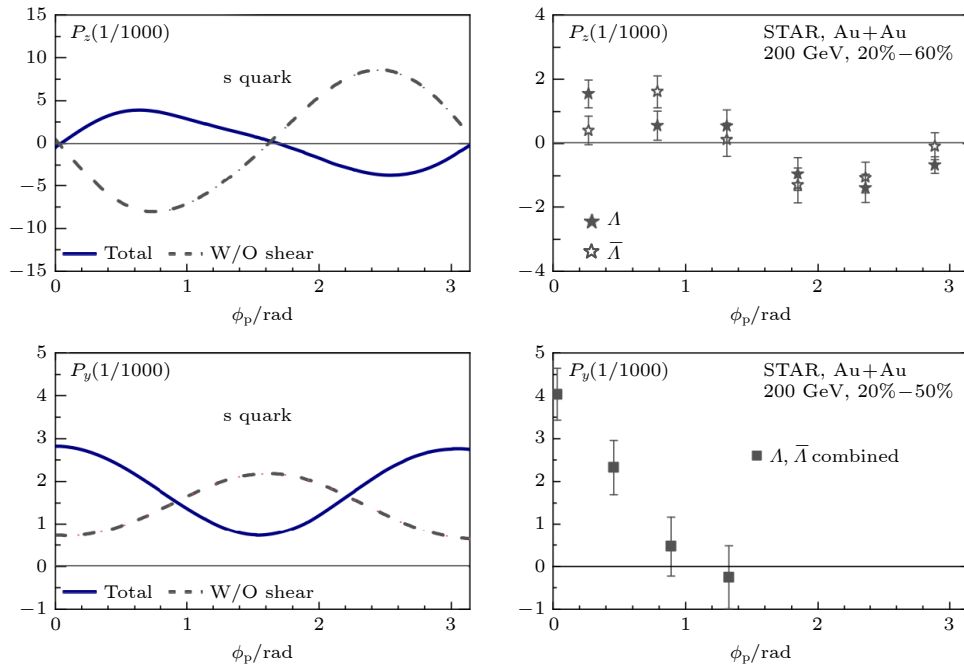 P_z(1/1000)
s quark
15
10
5
0
−5
−10
−15
Total
W/O shear
0
1
2
3
ϕ_p/rad
P_z(1/1000)
STAR, Au+Au
200 GeV, 20%−60%
4
2
0
−2
−4
Λ
Λ̅
0
1
2
3
ϕ_p/rad
P_y(1/1000)
s quark
5
4
3
2
1
0
−1
Total
W/O shear
0
1
2
3
ϕ_p/rad
P_y(1/1000)
STAR, Au+Au
200 GeV, 20%−50%
Λ, Λ̅ combined
5
4
3
2
1
0
−1
0
1
2
3
ϕ_p/rad